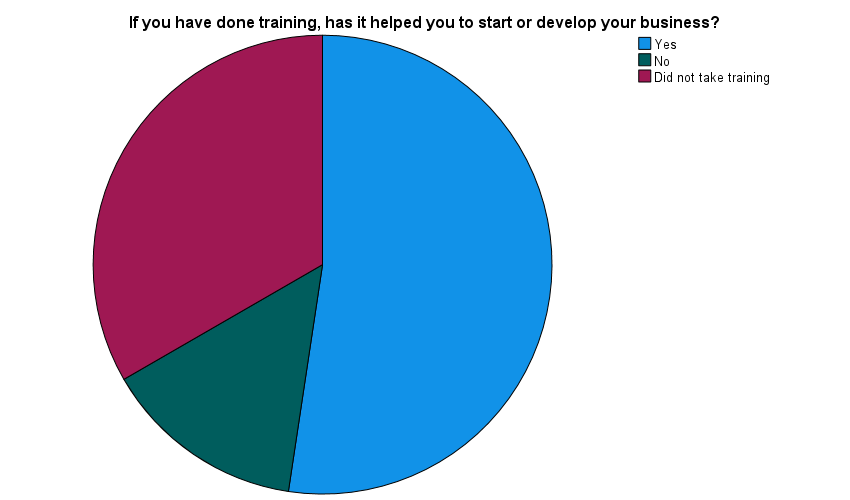 If you have done training, has it helped you to start or develop your business?
Yes
No
Did not take training